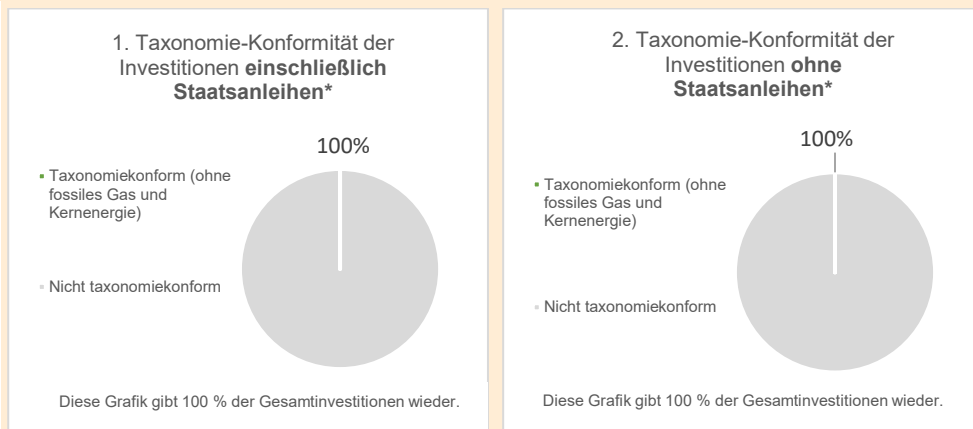 1. Taxonomie-Konformität der
Investitionen einschließlich
Staatsanleihen*
100%
Taxonomiekonform (ohne
fossiles Gas und
Kernenergie)
Nicht taxonomiekonform
Diese Grafik gibt 100 % der Gesamtinvestitionen wieder.
2. Taxonomie-Konformität der
Investitionen ohne
Staatsanleihen*
100%
Taxonomiekonform (ohne
fossiles Gas und
Kernenergie)
Nicht taxonomiekonform
Diese Grafik gibt 100 % der Gesamtinvestitionen wieder.